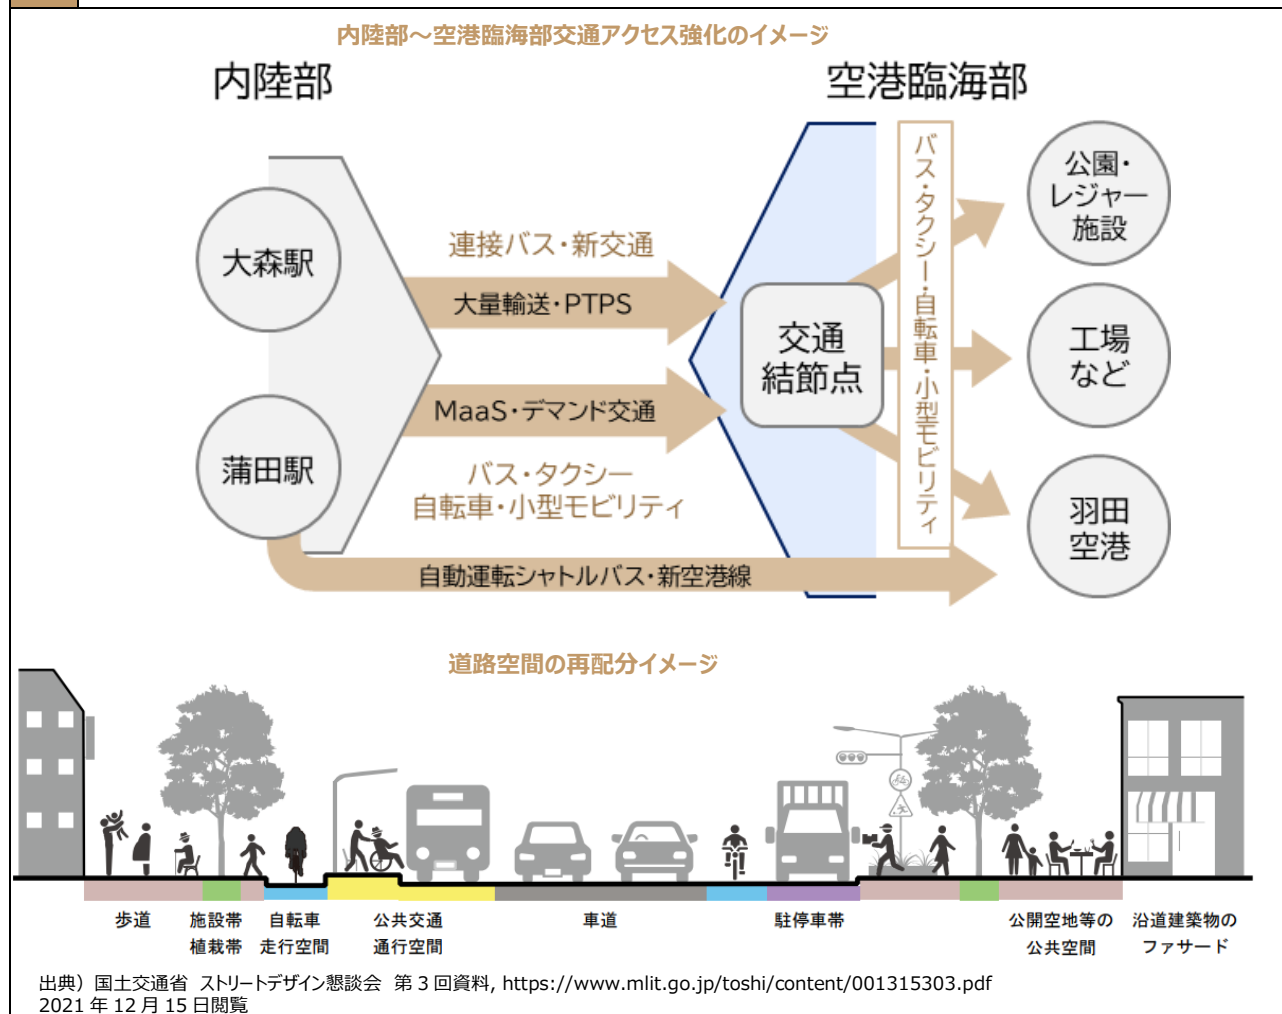 内陸部～空港臨海部交通アクセス強化のイメージ
内陸部
空港臨海部
大森駅
蒲田駅
連接バス・新交通
大量輸送・PTPS
MaaS・デマンド交通
バス・タクシー
自転車・小型モビリティ
自動運転シャトルバス・新空港線
交通
結節点
バス・タクシー・自転車・小型モビリティ
公園・
レジャー
施設
工場
など
羽田
空港
道路空間の再配分イメージ
歩道
施設帯
植栽帯
自転車
走行空間
公共交通
通行空間
車道
駐停車帯
公開空地等の
公共空間
沿道建築物の
ファサード
出典）国土交通省 ストリートデザイン懇談会 第３回資料, https://www.mlit.go.jp/toshi/content/001315303.pdf
2021 年 12 月 15 日閲覧